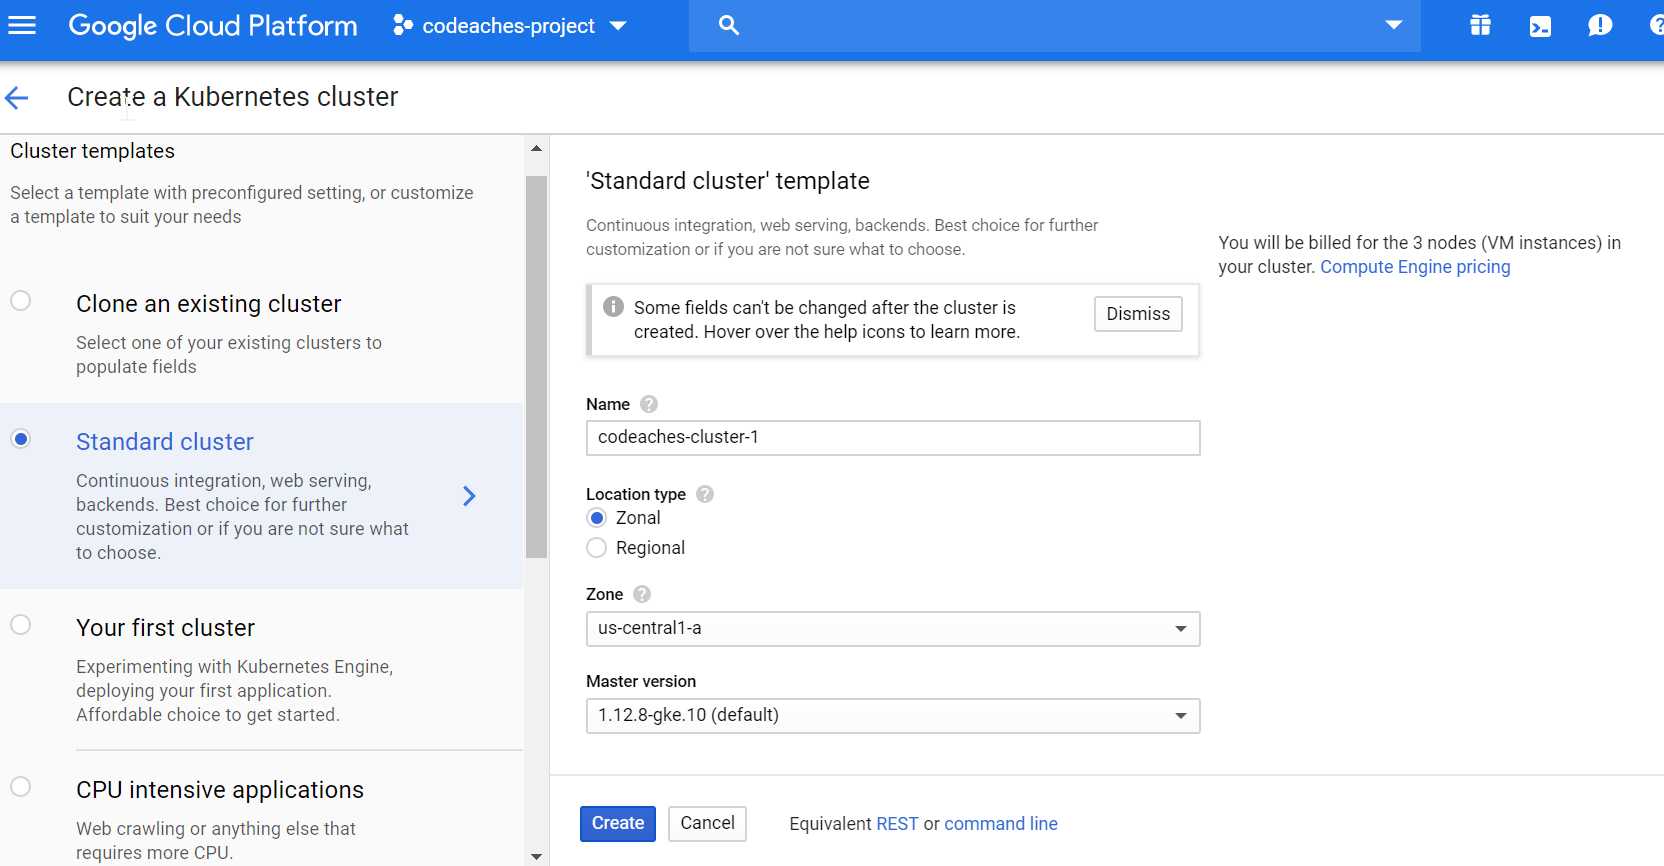 Google Cloud Platform
codeaches-project
Create a Kubernetes cluster
Cluster templates
Select a template with preconfigured setting, or customize
a template to suit your needs
Clone an existing cluster
Select one of your existing clusters to
populate fields
Standard cluster
Continuous integration, web serving,
backends. Best choice for further
customization or if you are not sure what
to choose.
Your first cluster
Experimenting with Kubernetes Engine,
deploying your first application.
Affordable choice to get started.
CPU intensive applications
Web crawling or anything else that
requires more CPU.
'Standard cluster' template
Continuous integration, web serving, backends. Best choice for further
customization or if you are not sure what to choose.
Some fields can't be changed after the cluster is
created. Hover over the help icons to learn more.
Dismiss
Name
codeaches-cluster-1
Location type
Zonal
Regional
Zone
us-central1-a
Master version
1.12.8-gke.10 (default)
Create
Cancel
Equivalent REST or command line
You will be billed for the 3 nodes (VM instances) in
your cluster. Compute Engine pricing